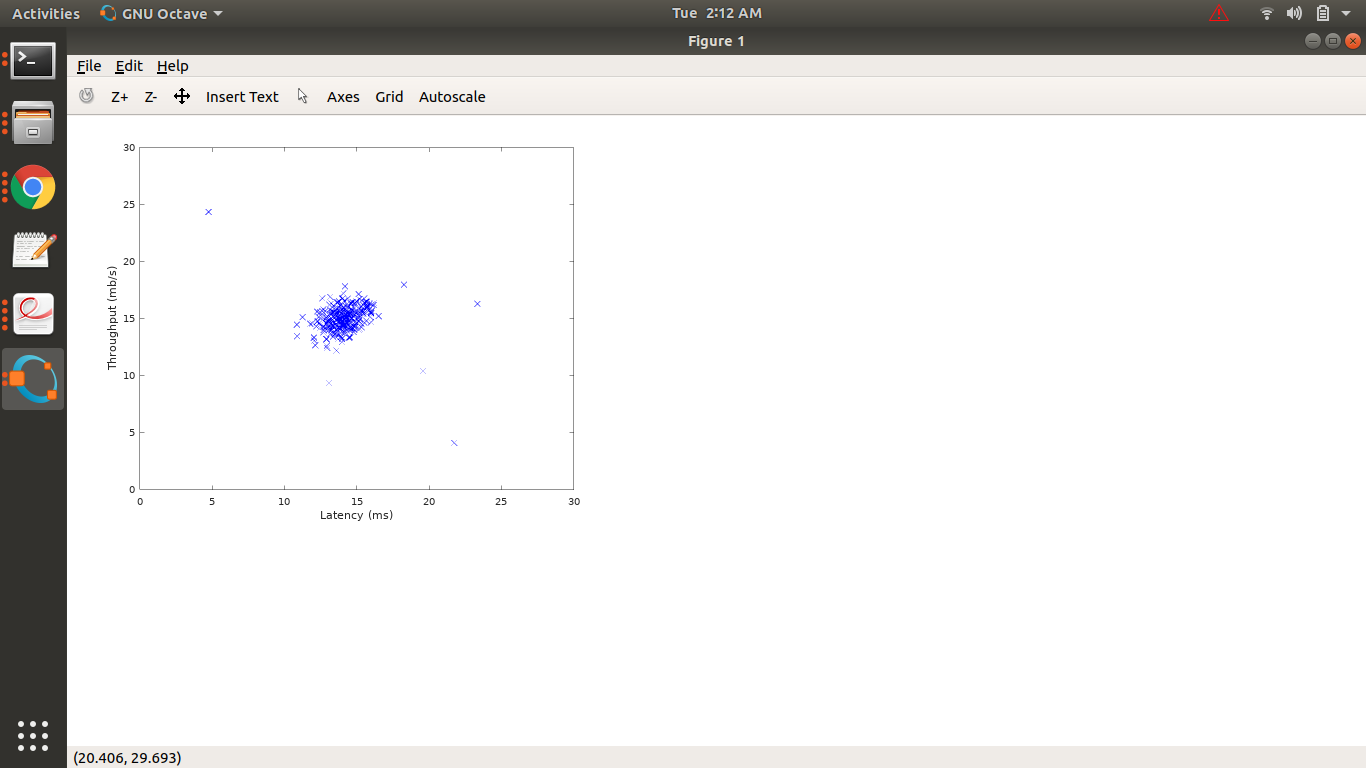 Activities GNU Octave Tue 2:12 AM
Figure 1
File Edit Help
Z+ Z- Insert Text Axes Grid Autoscale
30
25
20
15
10
5
0
Throughput (mb/s)
0 5 10 15 20 25 30
Latency (ms)
(20.406, 29.693)